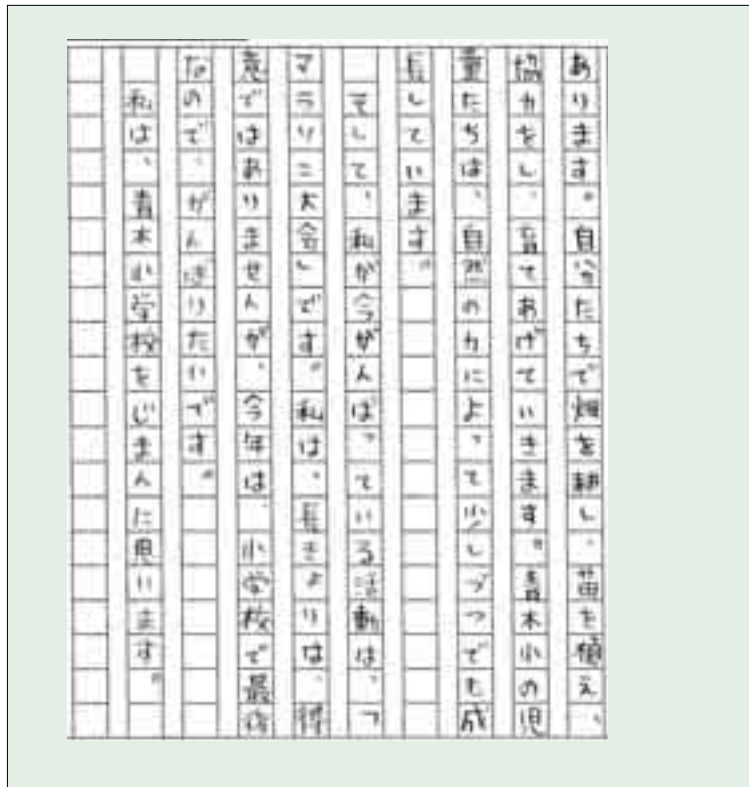 あります。自分たちで畑を耕し、苗を植え、
協力をし、育てあげていきます。青木小の児
童たちは、自然の力によって少しづつでも成
長しています。
そして、私が今がんばっている活動は、「
マラソン大会」です。私は、長きょりは、得
意ではありませんが、今年は、小学校で最後
なので、がんばりたいです。
私は、青木小学校をじまんに思います。